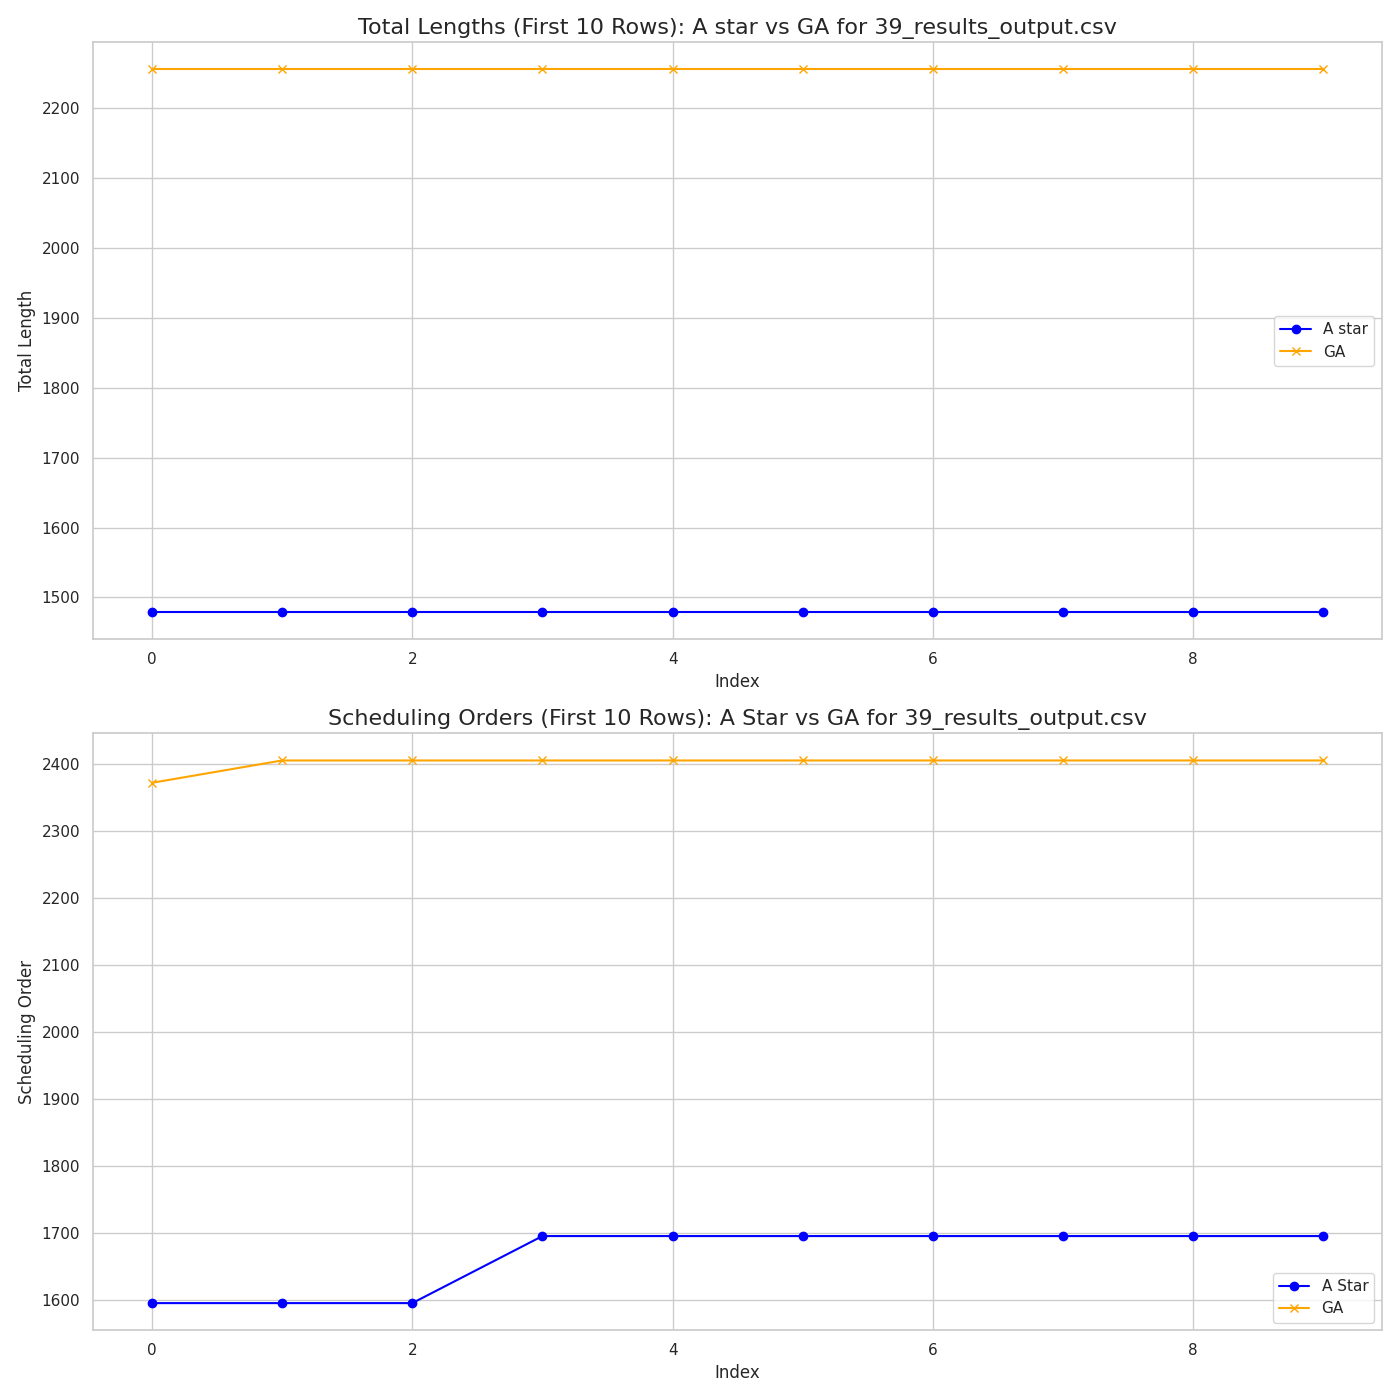 Total Lengths (First 10 Rows): A star vs GA for 39_results_output.csv
Total Length
2200
2100
2000
1900
1800
1700
1600
1500
A star
GA
0 2 4 6 8
Index
Scheduling Orders (First 10 Rows): A Star vs GA for 39_results_output.csv
Scheduling Order
2400
2300
2200
2100
2000
1900
1800
1700
1600
A Star
GA
0 2 4 6 8
Index